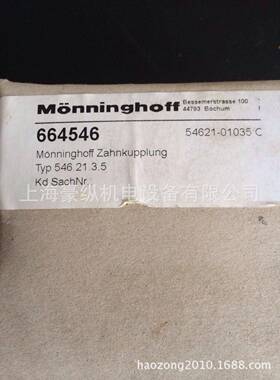 Mönninghoff
Bessemerstrasse 100
44793 Bochum
664546
54621-01035 C
Mönninghoff Zahnkupplung
Typ 546.21.3.5
Kd SachNr.
上海豪纵机电设备有限公司
haozong2010.1688.com